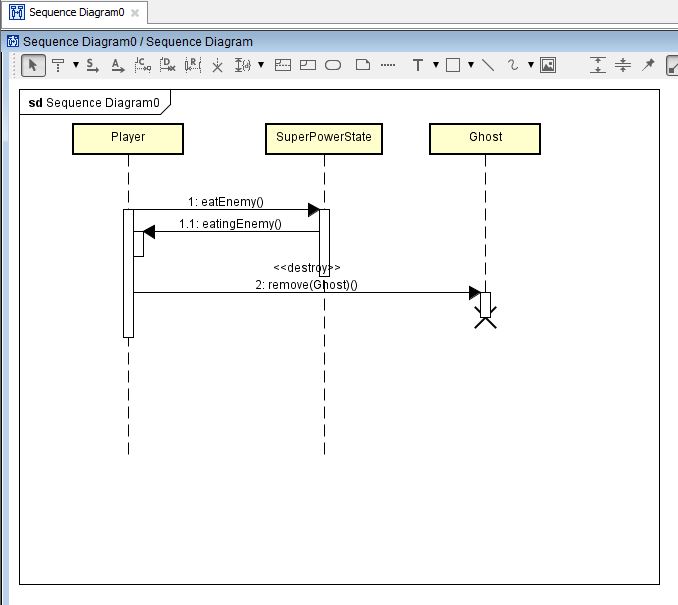 Sequence Diagram0
Sequence Diagram0 / Sequence Diagram
sd Sequence Diagram0
Player
SuperPowerState
Ghost
1: eatEnemy()
1.1: eatingEnemy()
<<destroy>>
2: remove(Ghost)()